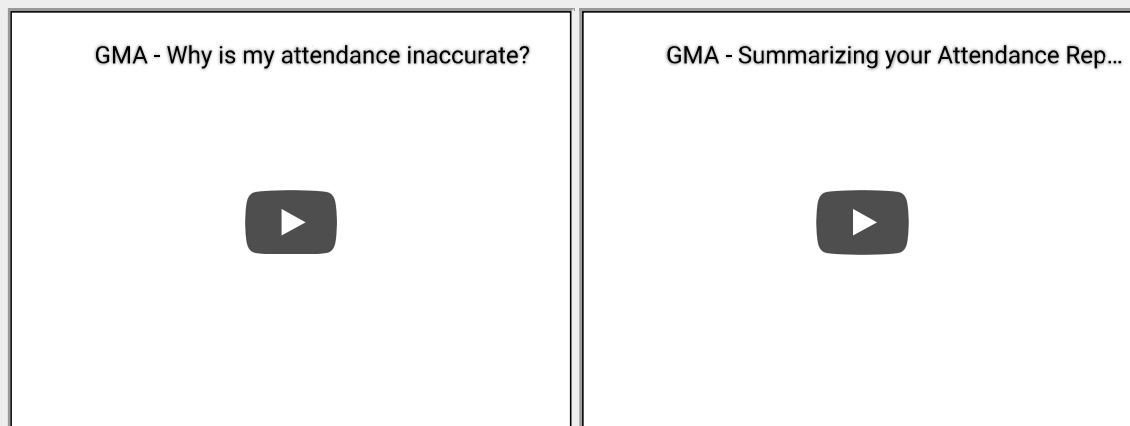 GMA - Why is my attendance inaccurate?
GMA - Summarizing your Attendance Rep...